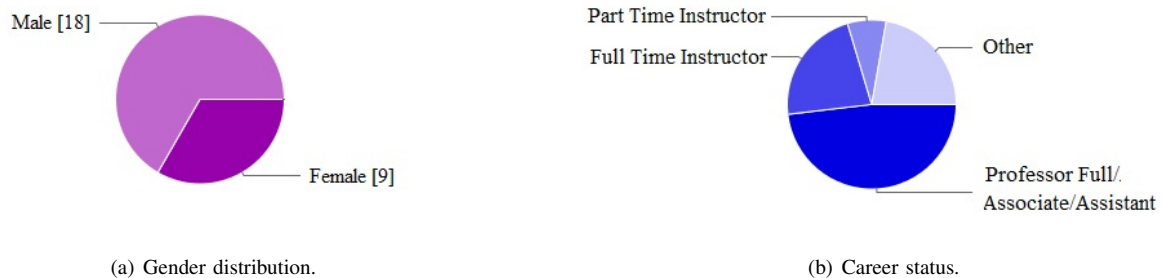 Male [18]
Female [9]
(a) Gender distribution.
Part Time Instructor
Full Time Instructor
Other
Professor Full/.
Associate/Assistant
(b) Career status.